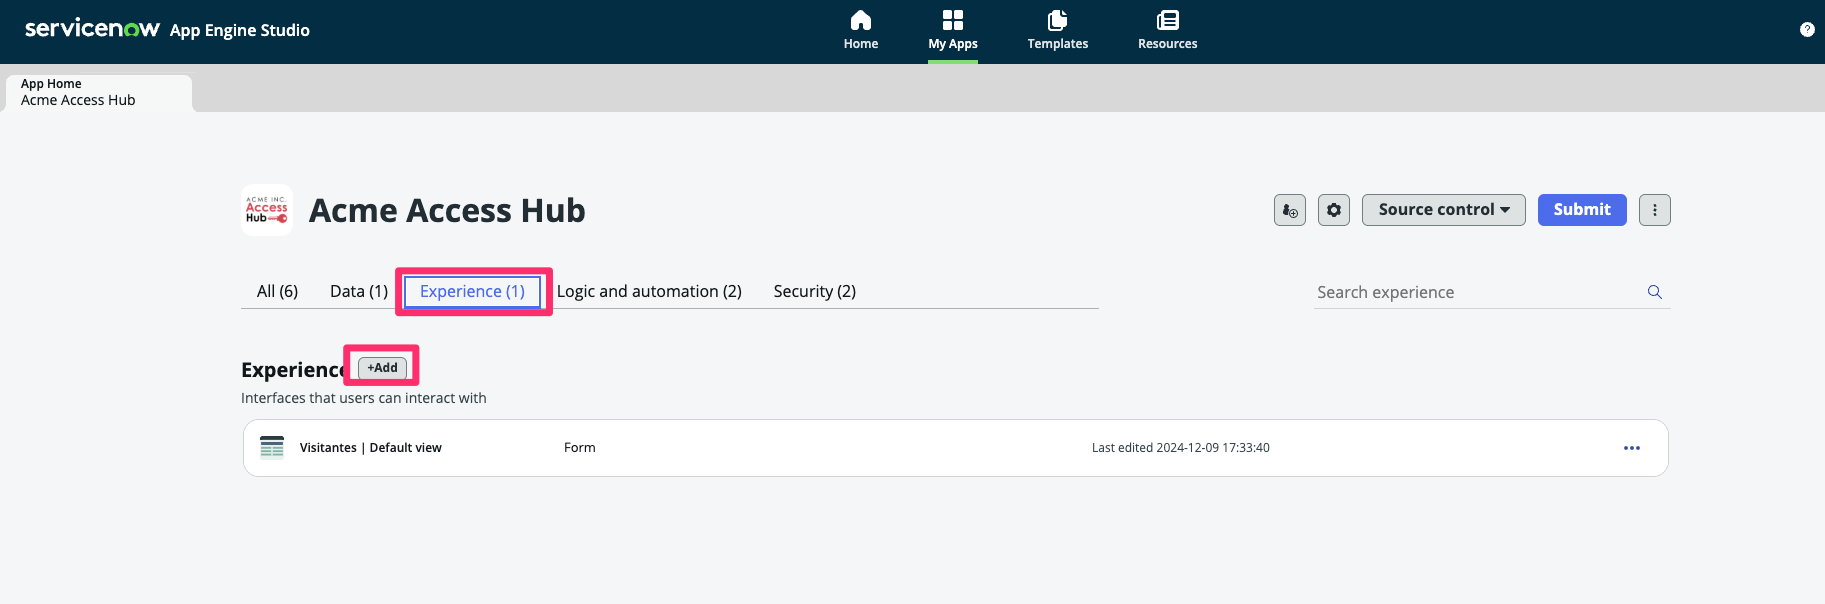 servicenow App Engine Studio
Home
My Apps
Templates
Resources
?
App Home
Acme Access Hub
ACME INC.
Access
Hub
Acme Access Hub
Source control
Submit
All (6)
Data (1)
Experience (1)
Logic and automation (2)
Security (2)
Search experience
Experience
+Add
Interfaces that users can interact with
Visitantes | Default view
Form
Last edited 2024-12-09 17:33:40